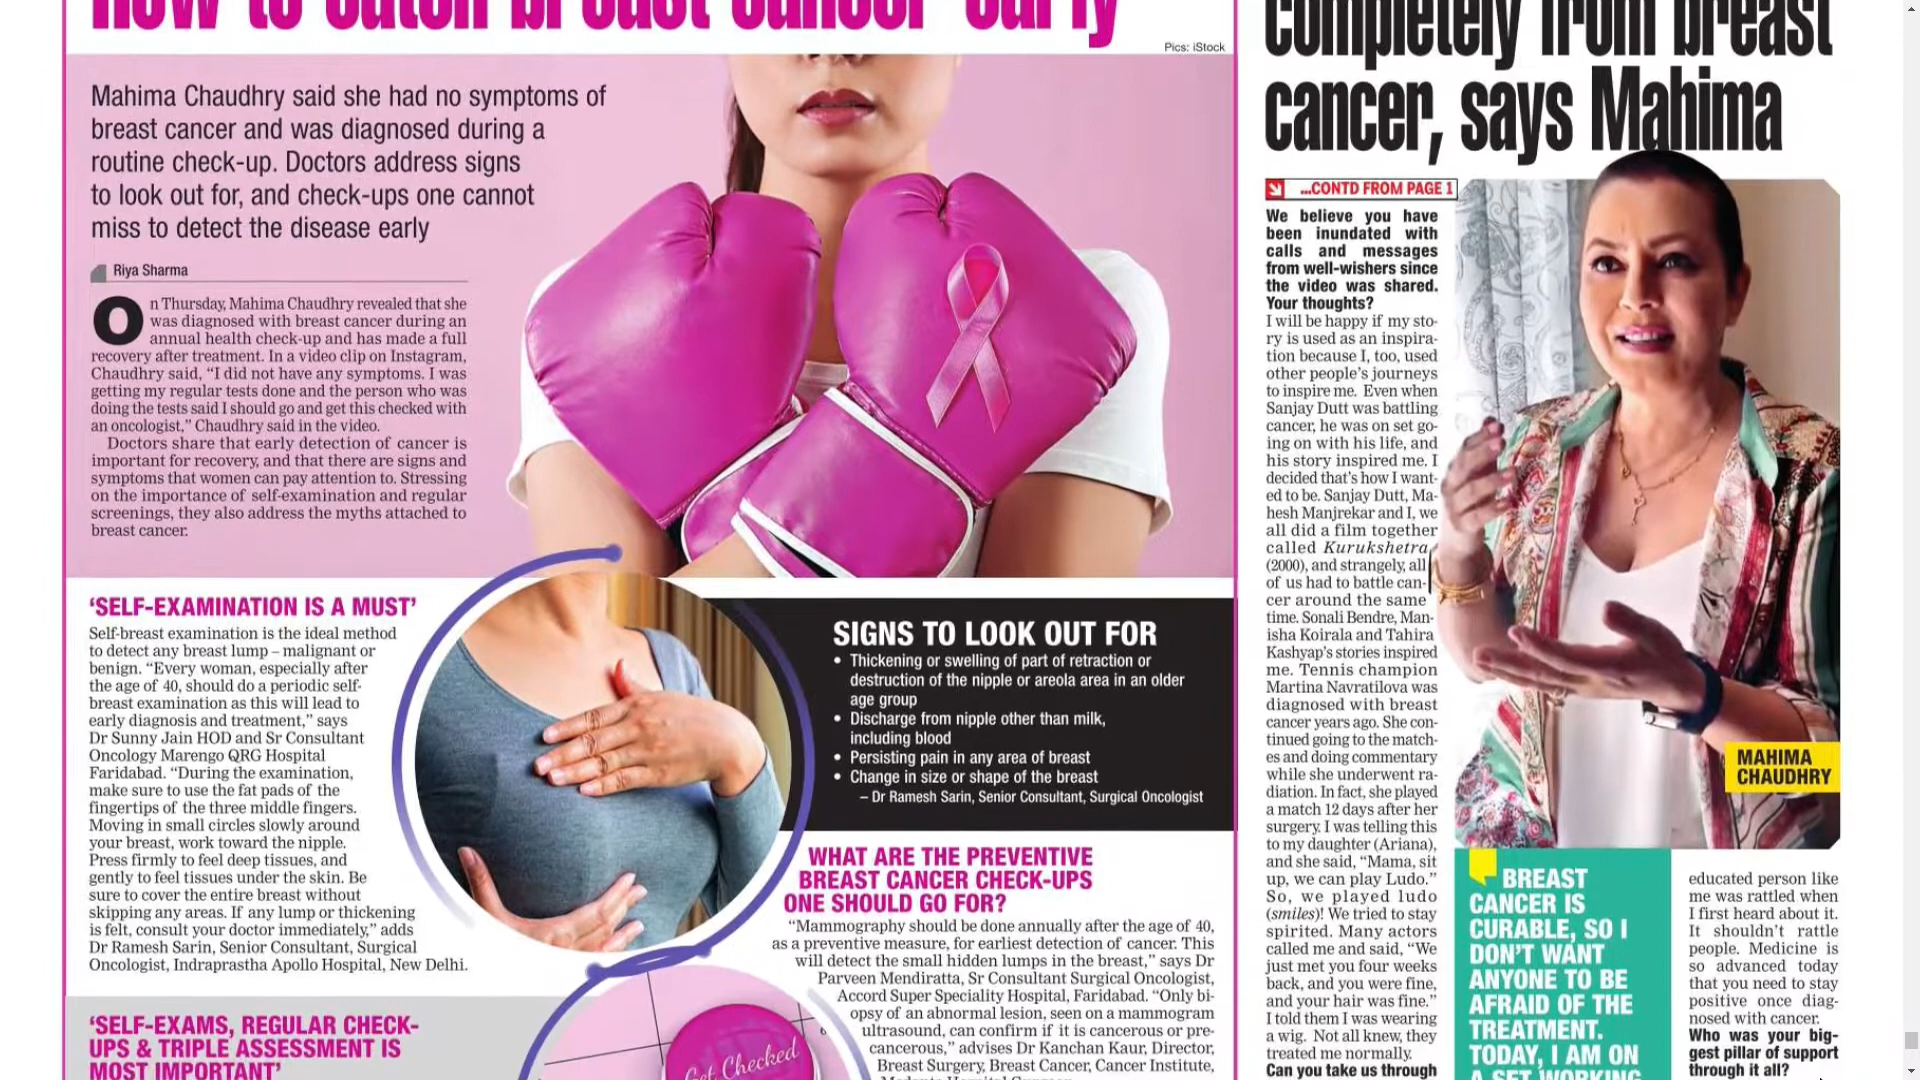 How to catch breast cancer early
Pics: iStock
Mahima Chaudhry said she had no symptoms of
breast cancer and was diagnosed during a
routine check-up. Doctors address signs
to look out for, and check-ups one cannot
miss to detect the disease early
Riya Sharma
On Thursday, Mahima Chaudhry revealed that she
was diagnosed with breast cancer during an
annual health check-up and has made a full
recovery after treatment. In a video clip on Instagram,
Chaudhry said, “I did not have any symptoms. I was
getting my regular tests done and the person who was
doing the tests said I should go and get this checked with
an oncologist,” Chaudhry said in the video.
Doctors share that early detection of cancer is
important for recovery, and that there are signs and
symptoms that women can pay attention to. Stressing
on the importance of self-examination and regular
screenings, they also address the myths attached to
breast cancer.
‘SELF-EXAMINATION IS A MUST’
Self-breast examination is the ideal method
to detect any breast lump – malignant or
benign. “Every woman, especially after
the age of 40, should do a periodic self-
breast examination as this will lead to
early diagnosis and treatment,” says
Dr Sunny Jain HOD and Sr Consultant
Oncology Marengo QRG Hospital
Faridabad. “During the examination,
make sure to use the fat pads of the
fingertips of the three middle fingers.
Moving in small circles slowly around
your breast, work toward the nipple.
Press firmly to feel deep tissues, and
gently to feel tissues under the skin. Be
sure to cover the entire breast without
skipping any areas. If any lump or thickening
is felt, consult your doctor immediately,” adds
Dr Ramesh Sarin, Senior Consultant, Surgical
Oncologist, Indraprastha Apollo Hospital, New Delhi.
‘SELF-EXAMS, REGULAR CHECK-
UPS & TRIPLE ASSESSMENT IS
MOST IMPORTANT’
SIGNS TO LOOK OUT FOR
• Thickening or swelling of part of retraction or
destruction of the nipple or areola area in an older
age group
• Discharge from nipple other than milk,
including blood
• Persisting pain in any area of breast
• Change in size or shape of the breast
– Dr Ramesh Sarin, Senior Consultant, Surgical Oncologist
WHAT ARE THE PREVENTIVE
BREAST CANCER CHECK-UPS
ONE SHOULD GO FOR?
“Mammography should be done annually after the age of 40,
as a preventive measure, for earliest detection of cancer. This
will detect the small hidden lumps in the breast,” says Dr
Parveen Mendiratta, Sr Consultant Surgical Oncologist,
Accord Super Speciality Hospital, Faridabad. “Only bi-
opsy of an abnormal lesion, seen on a mammogram
ultrasound, can confirm if it is cancerous or pre-
cancerous,” advises Dr Kanchan Kaur, Director,
Breast Surgery, Breast Cancer, Cancer Institute,
Get Checked
completely from breast
cancer, says Mahima
...CONTD FROM PAGE 1
We believe you have
been inundated with
calls and messages
from well-wishers since
the video was shared.
Your thoughts?
I will be happy if my sto-
ry is used as an inspira-
tion because I, too, used
other people’s journeys
to inspire me. Even when
Sanjay Dutt was battling
cancer, he was on set go-
ing on with his life, and
his story inspired me. I
decided that’s how I want-
ed to be. Sanjay Dutt, Ma-
hesh Manjrekar and I, we
all did a film together
called Kurukshetra
(2000), and strangely, all
of us had to battle can-
cer around the same
time. Sonali Bendre, Man-
isha Koirala and Tahira
Kashyap’s stories inspired
me. Tennis champion
Martina Navratilova was
diagnosed with breast
cancer years ago. She con-
tinued going to the match-
es and doing commentary
while she underwent ra-
diation. In fact, she played
a match 12 days after her
surgery. I was telling this
to my daughter (Ariana),
and she said, “Mama, sit
up, we can play Ludo.”
So, we played ludo
(smiles)! We tried to stay
spirited. Many actors
called me and said, “We
just met you four weeks
back, and you were fine,
and your hair was fine.”
I told them I was wearing
a wig. Not all knew, they
treated me normally.
Can you take us through
MAHIMA
CHAUDHRY
BREAST
CANCER IS
CURABLE, SO I
DON’T WANT
ANYONE TO BE
AFRAID OF THE
TREATMENT.
TODAY, I AM ON
A SET WORKING
educated person like
me was rattled when
I first heard about it.
It shouldn’t rattle
people. Medicine is
so advanced today
that you need to stay
positive once diag-
nosed with cancer.
Who was your big-
gest pillar of support
through it all?